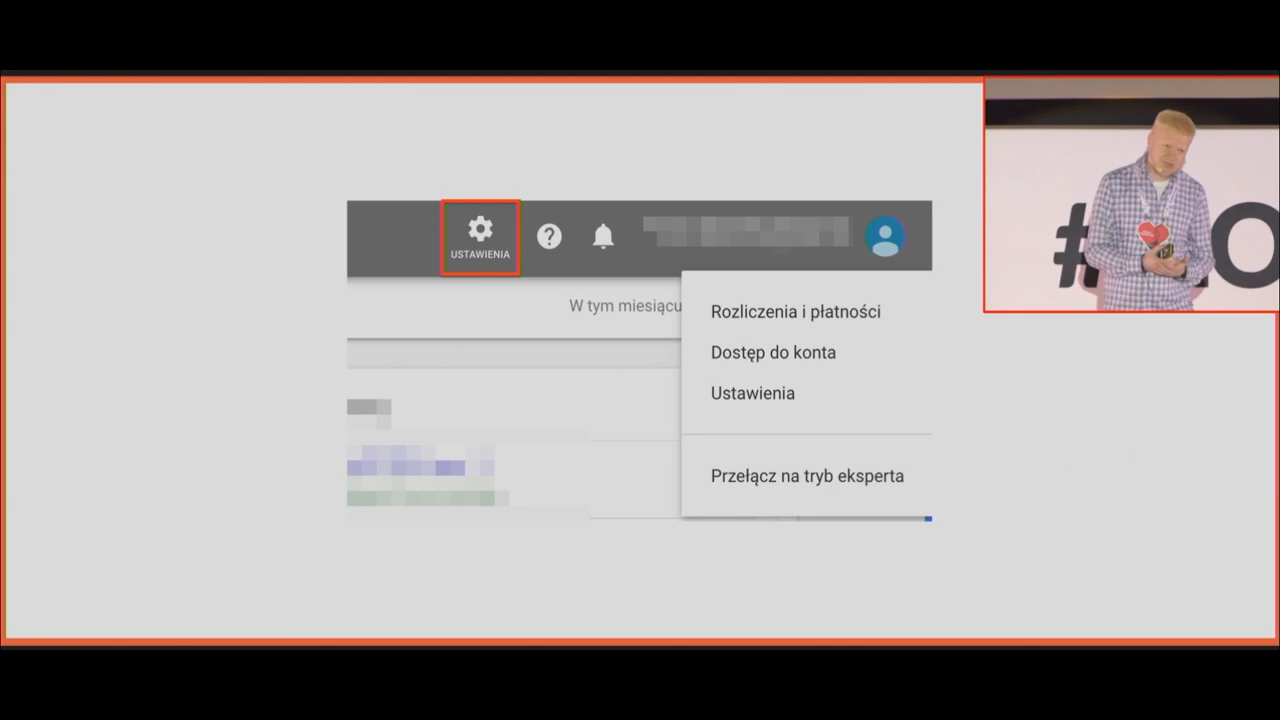 USTAWIENIA
W tym miesiącu
Rozliczenia i płatności
Dostęp do konta
Ustawienia
Przełącz na tryb eksperta